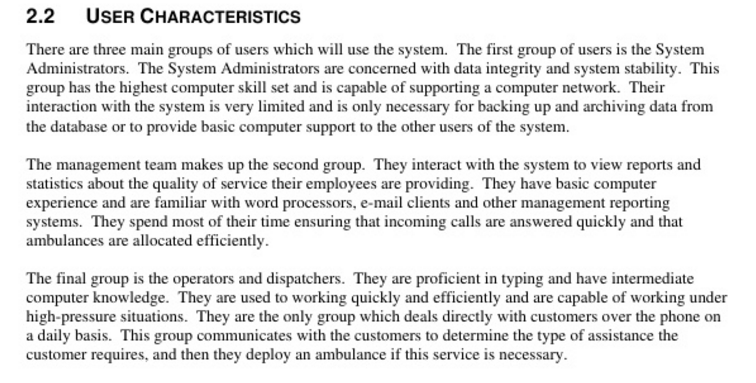 2.2 USER CHARACTERISTICS
There are three main groups of users which will use the system. The first group of users is the System
Administrators. The System Administrators are concerned with data integrity and system stability. This
group has the highest computer skill set and is capable of supporting a computer network. Their
interaction with the system is very limited and is only necessary for backing up and archiving data from
the database or to provide basic computer support to the other users of the system.
The management team makes up the second group. They interact with the system to view reports and
statistics about the quality of service their employees are providing. They have basic computer
experience and are familiar with word processors, e-mail clients and other management reporting
systems. They spend most of their time ensuring that incoming calls are answered quickly and that
ambulances are allocated efficiently.
The final group is the operators and dispatchers. They are proficient in typing and have intermediate
computer knowledge. They are used to working quickly and efficiently and are capable of working under
high-pressure situations. They are the only group which deals directly with customers over the phone on
a daily basis. This group communicates with the customers to determine the type of assistance the
customer requires, and then they deploy an ambulance if this service is necessary.